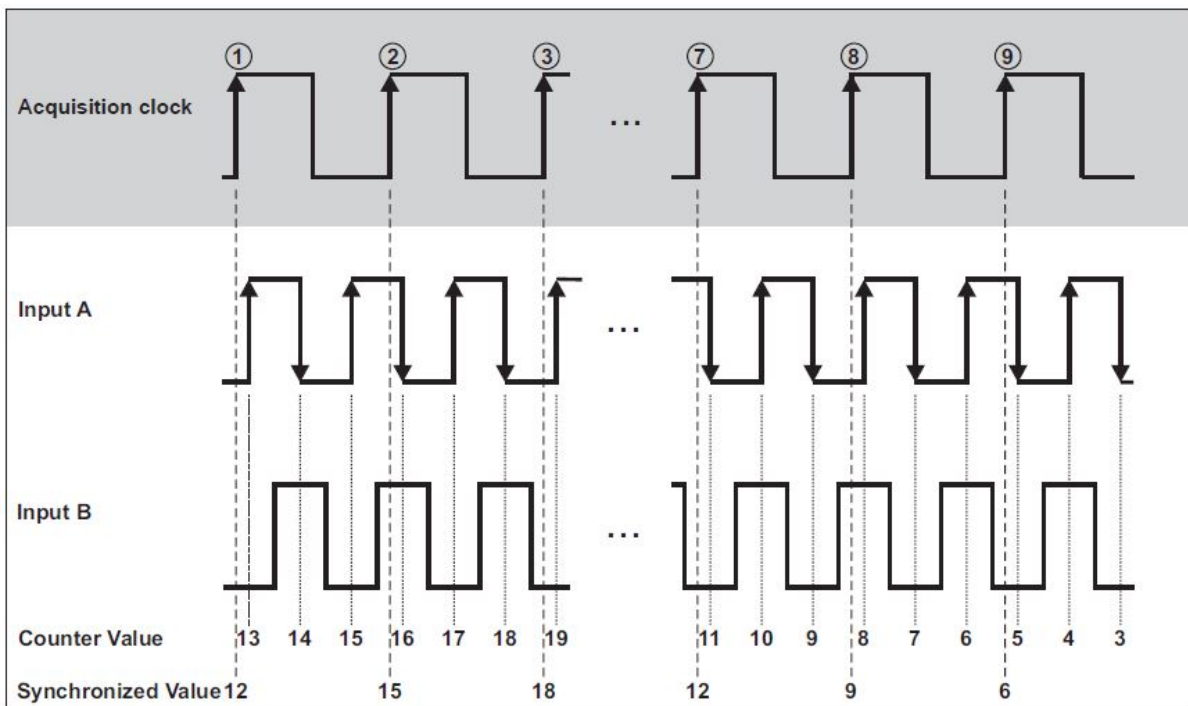 ① ② ③ ⑦ ⑧ ⑨
Acquisition clock
...
Input A
...
Input B
...
Counter Value 13 14 15 16 17 18 19 11 10 9 8 7 6 5 4 3
Synchronized Value 12 15 18 12 9 6